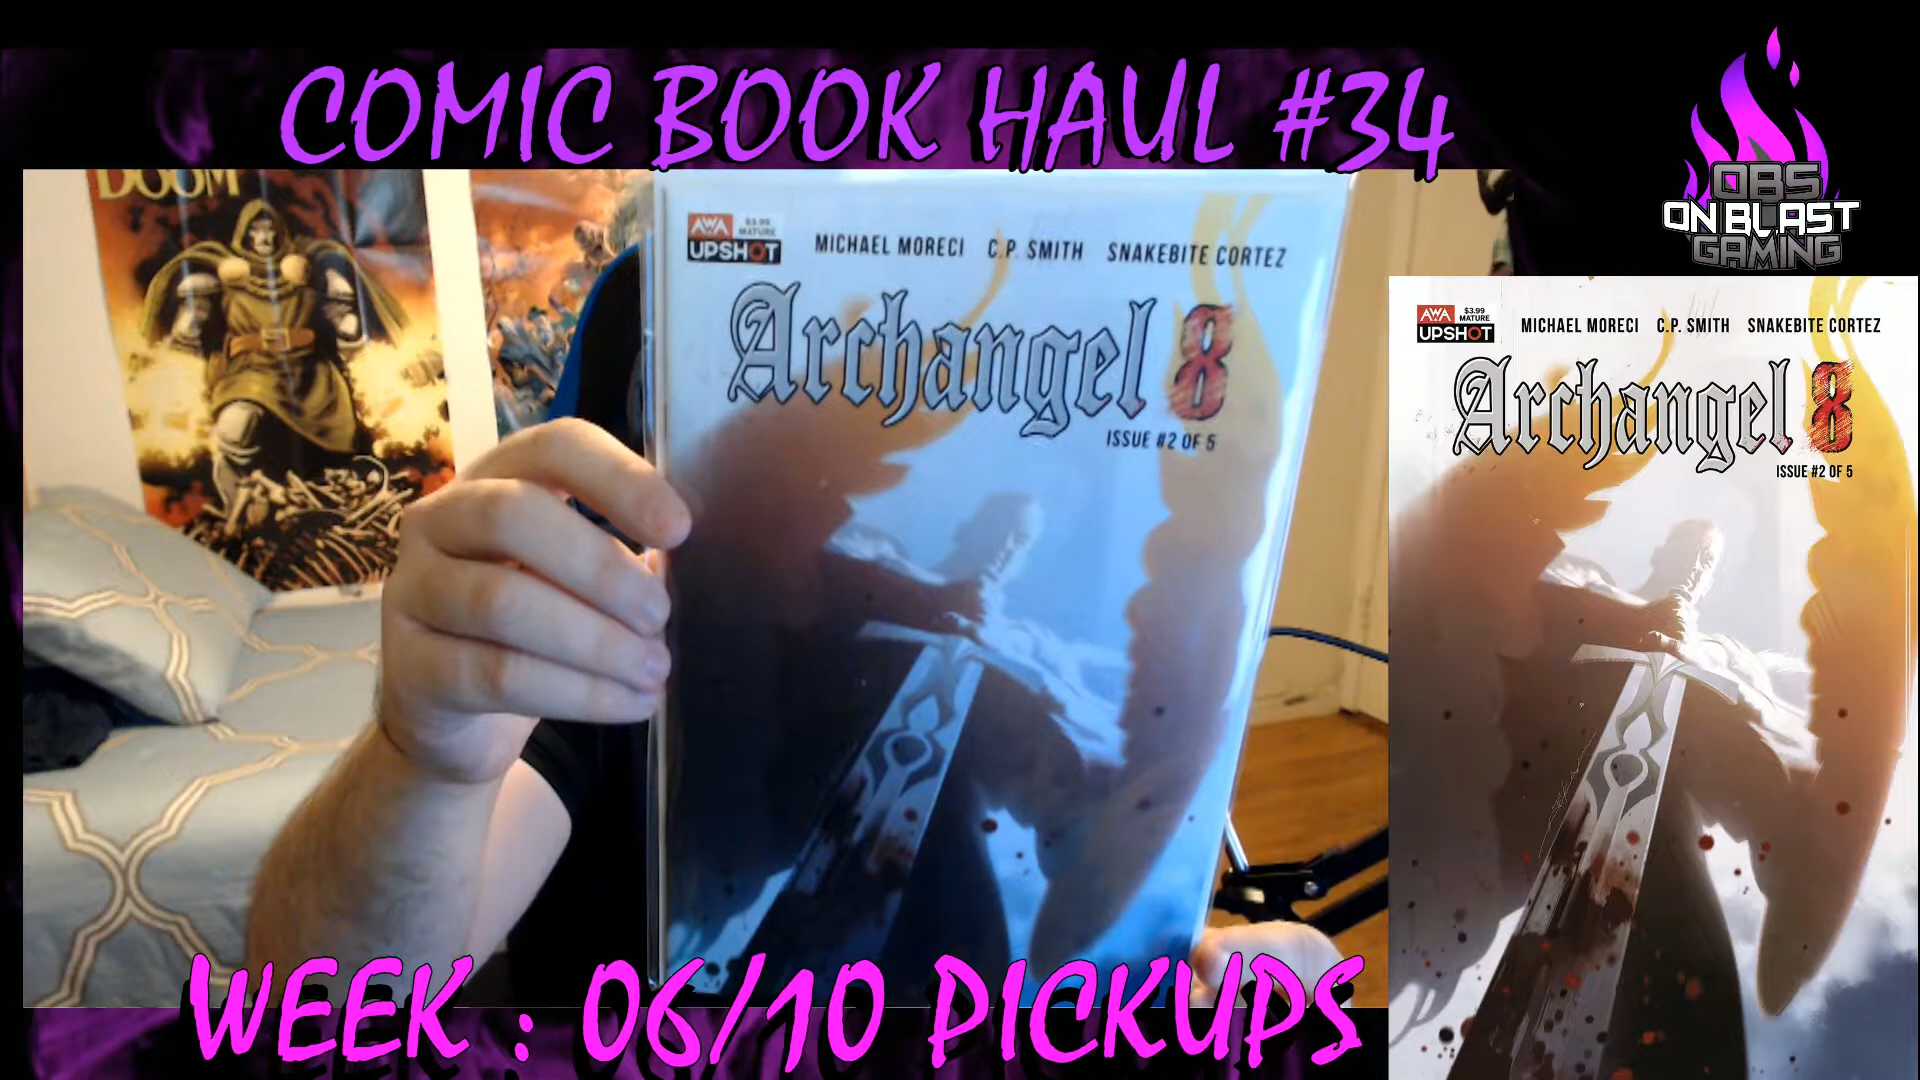 COMIC BOOK HAUL #34
OBS
ON BLAST
GAMING
DOOM
AWA
$3.99
MATURE
UPSHOT
MICHAEL MORECI C.P. SMITH SNAKEBITE CORTEZ
Archangel 8
ISSUE #2 OF 5
AWA
$3.99
MATURE
UPSHOT
MICHAEL MORECI C.P. SMITH SNAKEBITE CORTEZ
Archangel 8
ISSUE #2 OF 5
WEEK : 06/10 PICKUPS